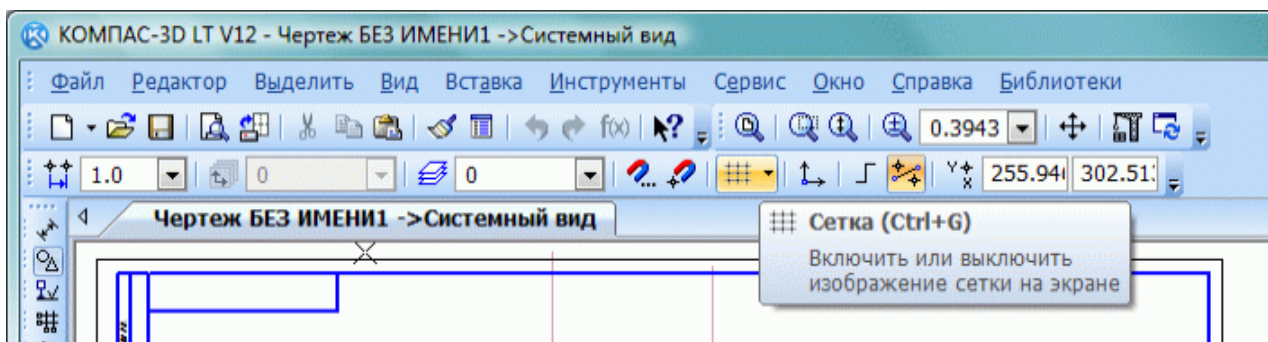 КОМПАС-3D LT V12 - Чертеж БЕЗ ИМЕНИ1 ->Системный вид
Файл Редактор Выделить Вид Вставка Инструменты Сервис Окно Справка Библиотеки
f(x) 0.3943
1.0 0 0 255.94 302.51
Чертеж БЕЗ ИМЕНИ1 ->Системный вид
Сетка (Ctrl+G)
Включить или выключить
изображение сетки на экране